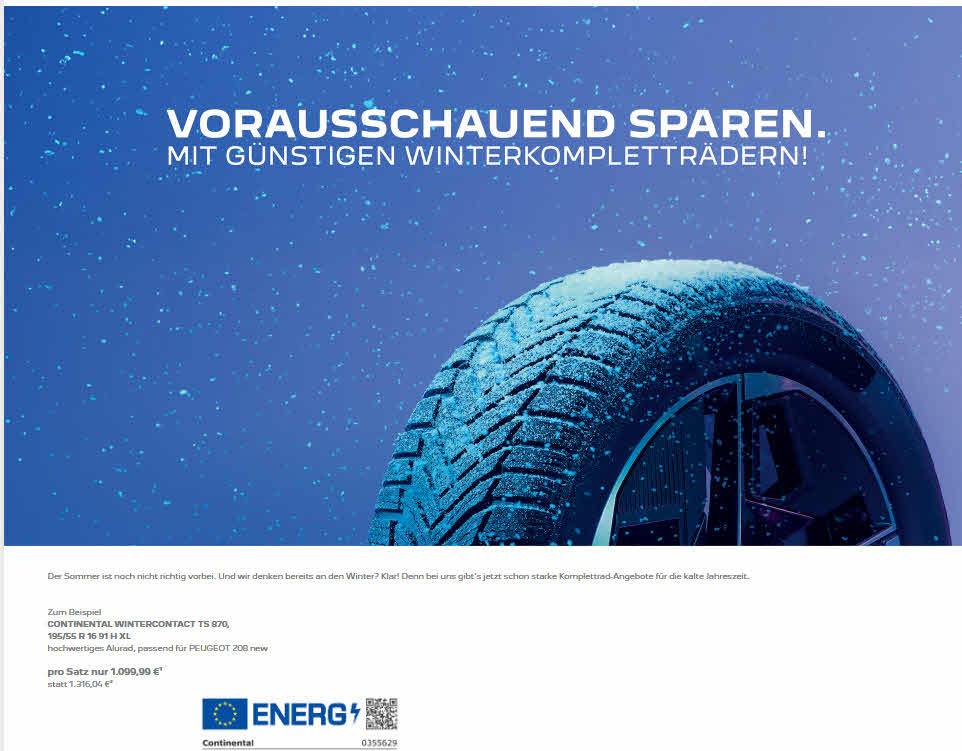 VORAUSSCHAUEND SPAREN.
MIT GÜNSTIGEN WINTERKOMPLETTRÄDERN!
Der Sommer ist noch nicht richtig vorbei. Und wir denken bereits an den Winter? Klar! Denn bei uns gibt's jetzt schon starke Komplettrad-Angebote für die kalte Jahreszeit.
Zum Beispiel
CONTINENTAL WINTERCONTACT TS 870,
195/55 R 16 91 H XL
hochwertiges Alurad, passend für PEUGEOT 208 new
pro Satz nur 1.099,99 €¹
statt 1.316,04 €²
ENERG
Continental 0355629